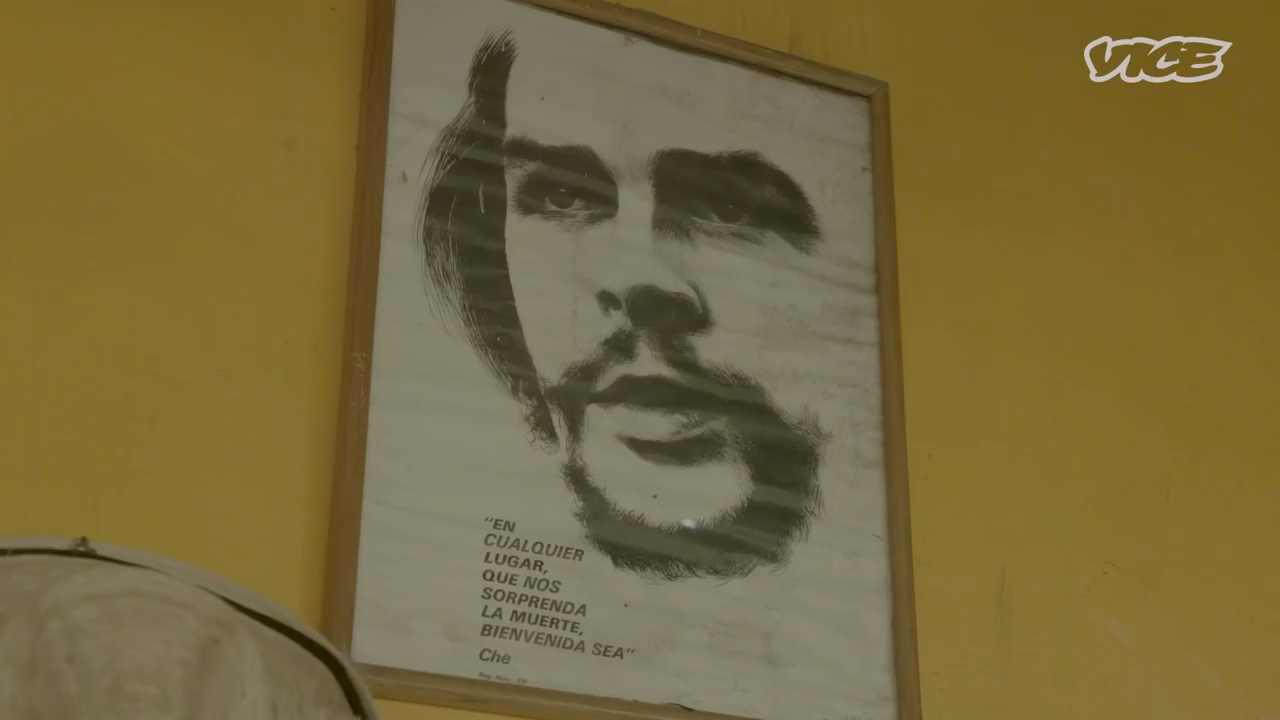 VICE
“EN
CUALQUIER
LUGAR,
QUE NOS
SORPRENDA
LA MUERTE,
BIENVENIDA SEA”
Che